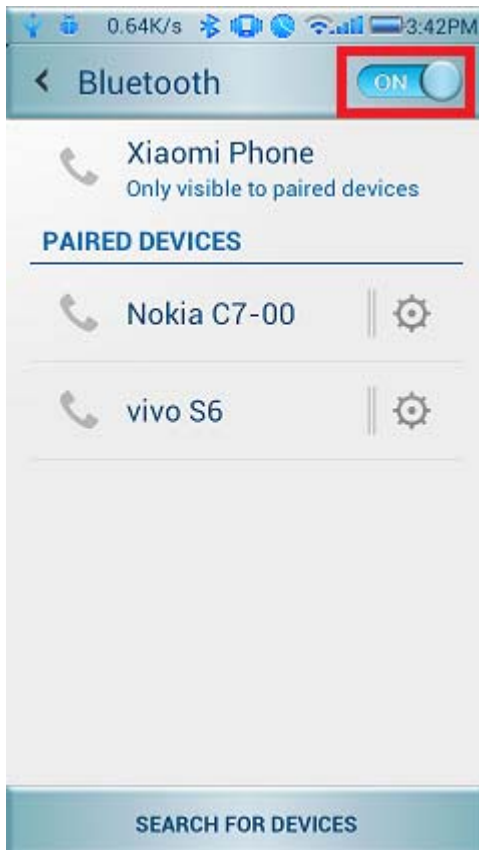 0.64K/s 3:42PM
Bluetooth ON
Xiaomi Phone
Only visible to paired devices
PAIRED DEVICES
Nokia C7-00
vivo S6
SEARCH FOR DEVICES